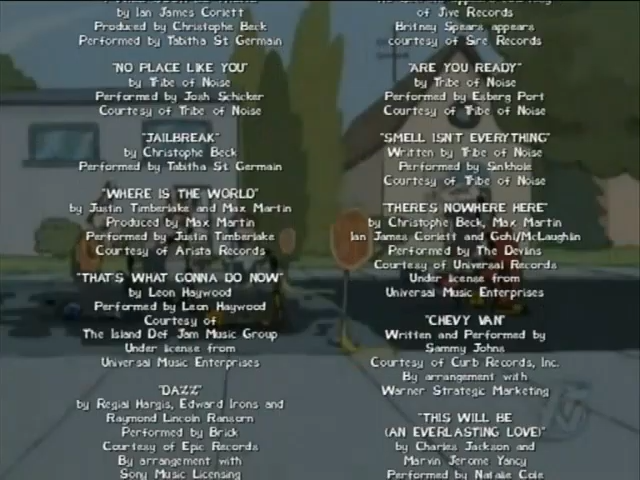 by Ian James Corlett
Produced by Christophe Beck
Performed by Tabitha St. Germain
"NO PLACE LIKE YOU"
by Tribe of Noise
Performed by Josh Schicker
Courtesy of Tribe of Noise
"JAILBREAK"
by Christophe Beck
Performed by Tabitha St. Germain
"WHERE IS THE WORLD"
by Justin Timberlake and Max Martin
Produced by Max Martin
Performed by Justin Timberlake
Courtesy of Arista Records
"THAT'S WHAT GONNA DO NOW"
by Leon Haywood
Performed by Leon Haywood
Courtesy of
The Island Def Jam Music Group
Under license from
Universal Music Enterprises
"DAZZ"
by Regial Hargis, Edward Irons and
Raymond Lincoln Ransom
Performed by Brick
Courtesy of Epic Records
By arrangement with
Sony Music Licensing
of Jive Records
Britney Spears appears
courtesy of Sire Records
"ARE YOU READY"
by Tribe of Noise
Performed by Esberg Port
Courtesy of Tribe of Noise
"SMELL ISN'T EVERYTHING"
Written by Tribe of Noise
Performed by Sinkhole
Courtesy of Tribe of Noise
"THERE'S NOWHERE HERE"
by Christophe Beck, Max Martin
Ian James Corlett and Gohi/McLaughin
Performed by The Devins
Courtesy of Universal Records
Under license from
Universal Music Enterprises
"CHEVY VAN"
Written and Performed by
Sammy Johns
Courtesy of Curb Records, Inc.
By arrangement with
Warner Strategic Marketing
"THIS WILL BE
(AN EVERLASTING LOVE)"
by Charles Jackson and
Marvin Jerome Yancy
Performed by Natalie Cole